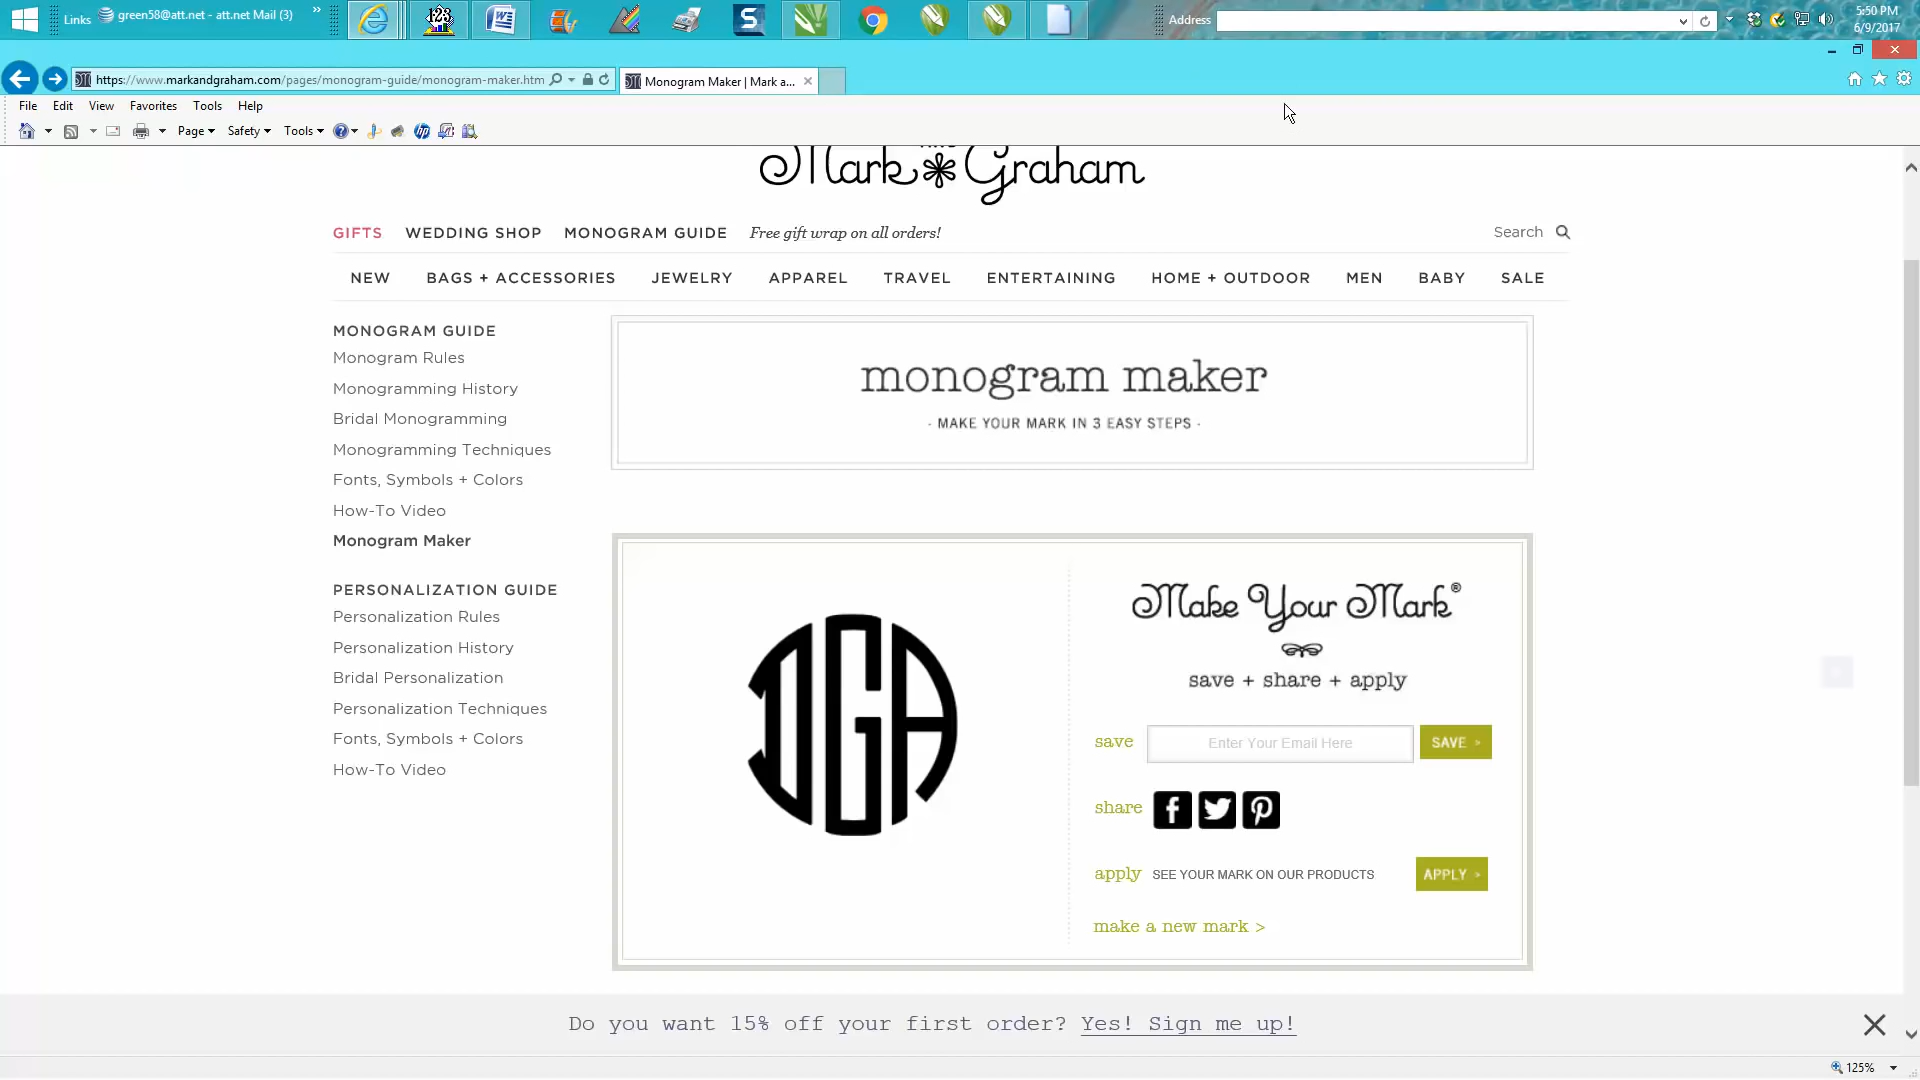 Links green58@att.net - att.net Mail (3) »
Address
5:50 PM
6/9/2017
https://www.markandgraham.com/pages/monogram-guide/monogram-maker.htm
Monogram Maker | Mark a...
File Edit View Favorites Tools Help
Page Safety Tools
Mark Graham
GIFTS WEDDING SHOP MONOGRAM GUIDE Free gift wrap on all orders! Search
NEW BAGS + ACCESSORIES JEWELRY APPAREL TRAVEL ENTERTAINING HOME + OUTDOOR MEN BABY SALE
MONOGRAM GUIDE
Monogram Rules
Monogramming History
Bridal Monogramming
Monogramming Techniques
Fonts, Symbols + Colors
How-To Video
Monogram Maker
PERSONALIZATION GUIDE
Personalization Rules
Personalization History
Bridal Personalization
Personalization Techniques
Fonts, Symbols + Colors
How-To Video
monogram maker
- MAKE YOUR MARK IN 3 EASY STEPS -
DGA
Make Your Mark®
save + share + apply
save Enter Your Email Here SAVE >
share
apply SEE YOUR MARK ON OUR PRODUCTS APPLY >
make a new mark >
Do you want 15% off your first order? Yes! Sign me up!
125%